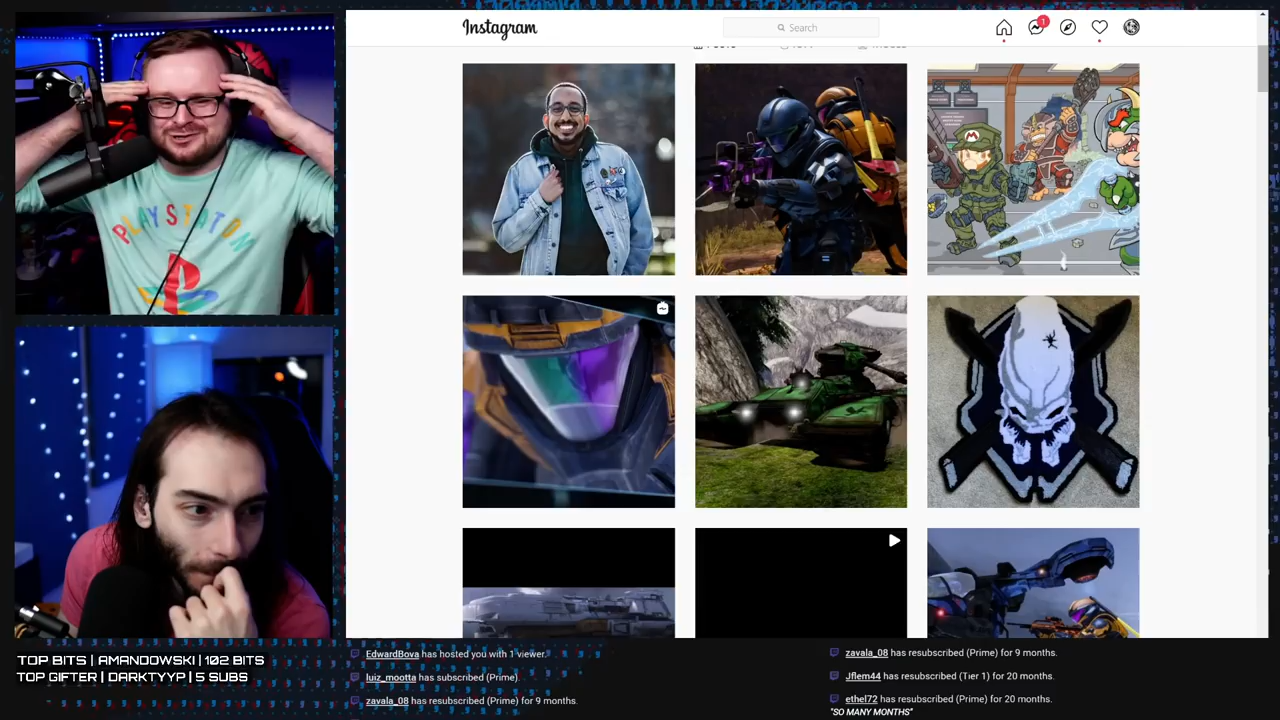 Instagram
Search
1
PLAYSTATION
TOP BITS | AMANDOWSKI | 102 BITS
TOP GIFTER | DARKTYYP | 5 SUBS
EdwardBova has hosted you with 1 viewer.
luiz_mootta has subscribed (Prime).
zavala_08 has resubscribed (Prime) for 9 months.
zavala_08 has resubscribed (Prime) for 9 months.
Jflem44 has resubscribed (Tier 1) for 20 months.
ethel72 has resubscribed (Prime) for 20 months.
"SO MANY MONTHS"